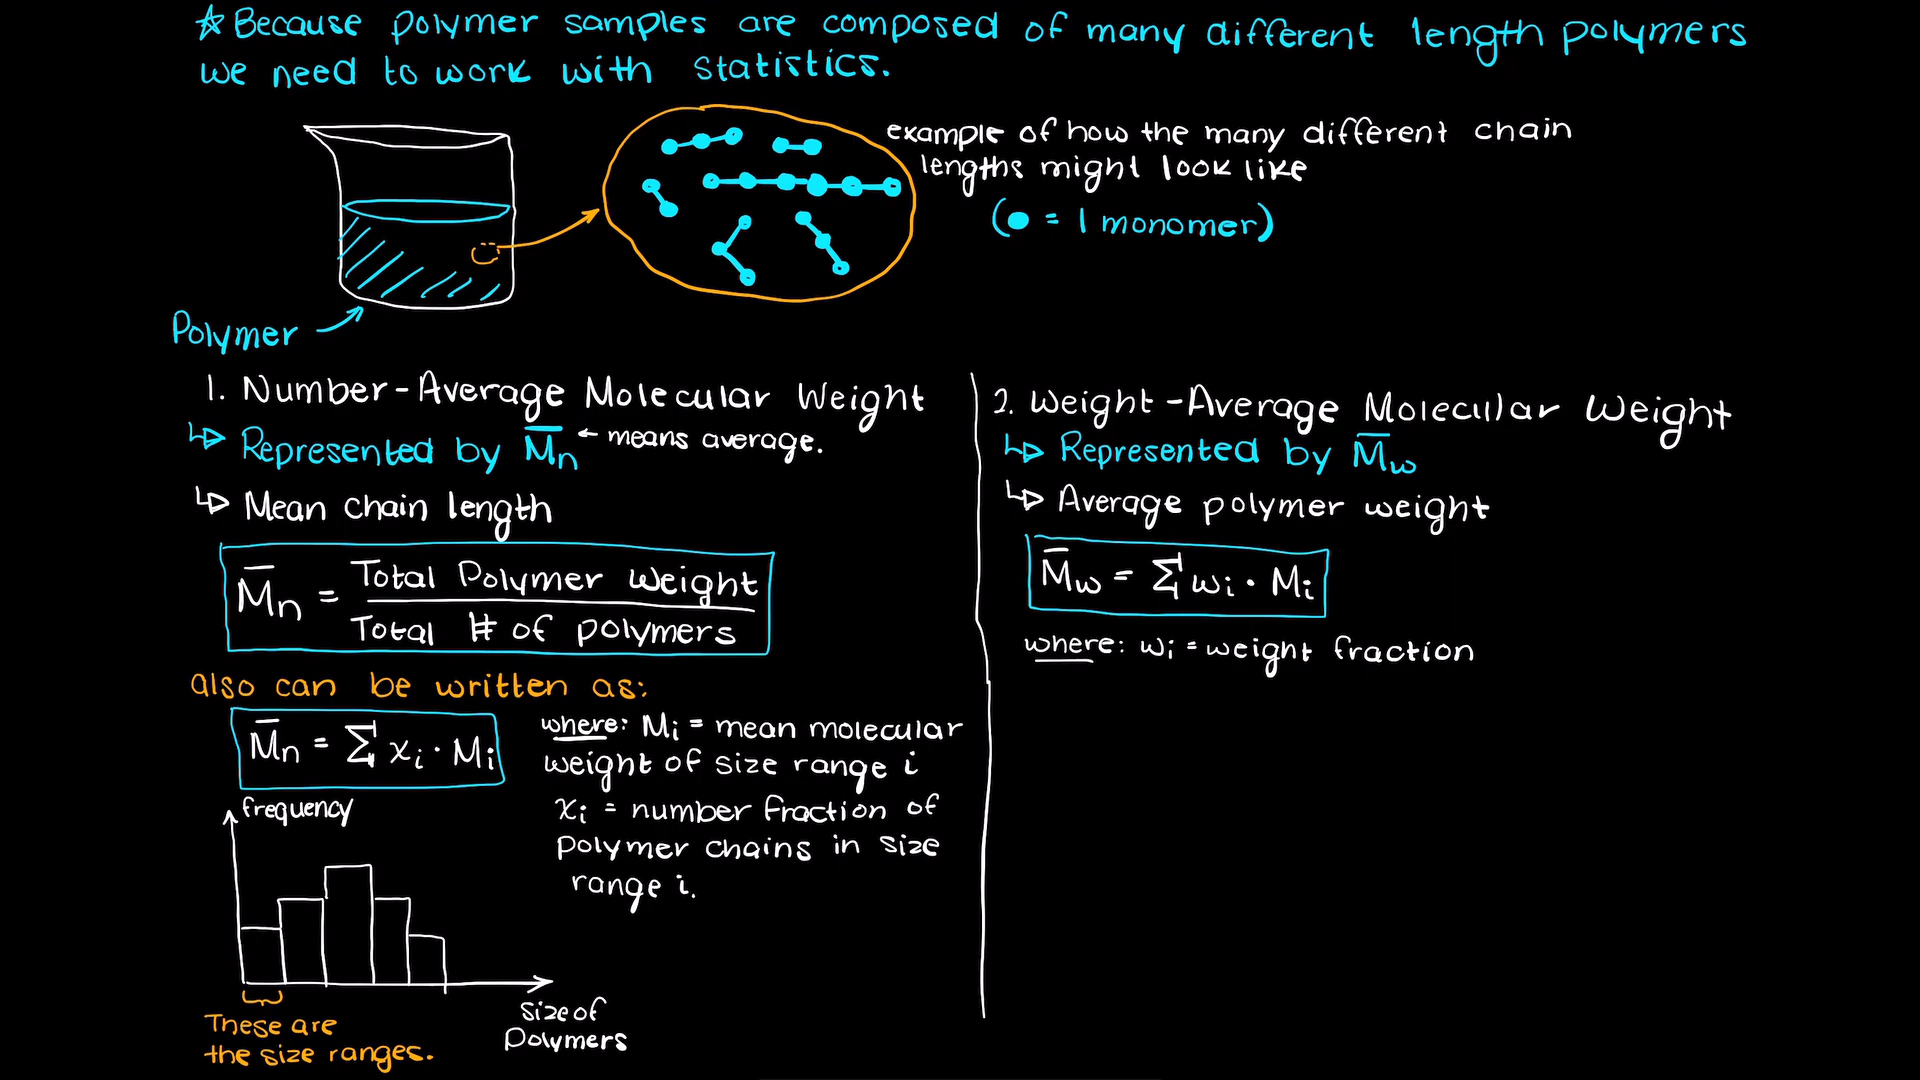 ☆ Because polymer samples are composed of many different length polymers
we need to work with statistics.
example of how the many different chain
lengths might look like
(● = 1 monomer)
Polymer →
1. Number-Average Molecular Weight
↳ Represented by M̅n ← means average.
↳ Mean chain length
M̅n = Total Polymer Weight / Total # of polymers
also can be written as:
M̅n = Σ xi · Mi
where: Mi = mean molecular
weight of size range i
xi = number fraction of
polymer chains in size
range i.
frequency
size of
Polymers
These are
the size ranges.
2. Weight-Average Molecular Weight
↳ Represented by M̅w
↳ Average polymer weight
M̅w = Σ wi · Mi
where: wi = weight fraction